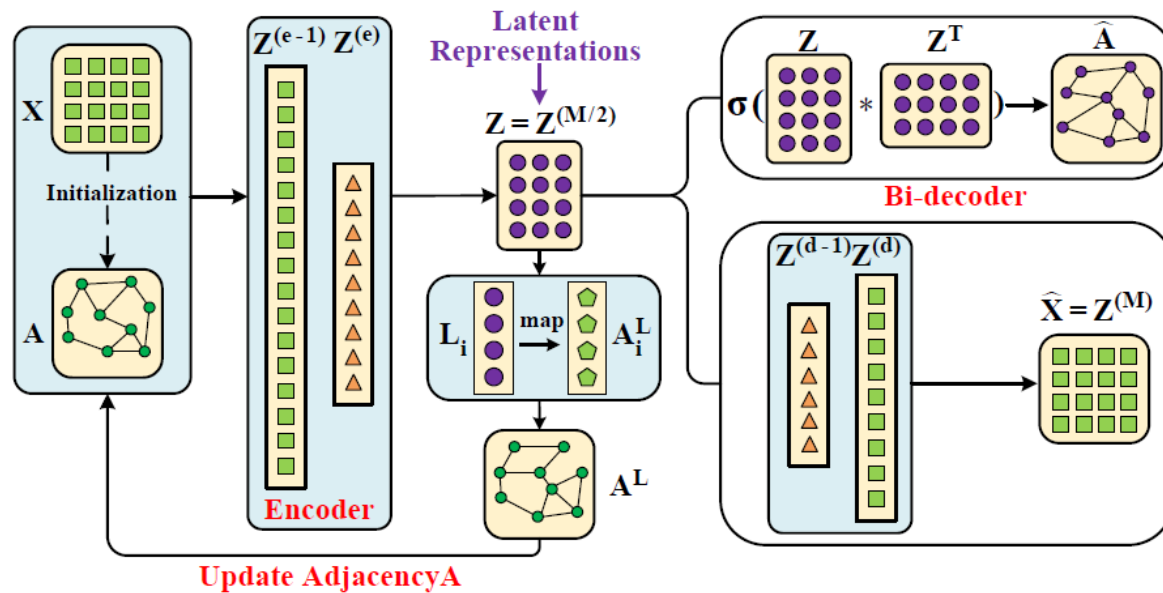 X
Initialization
A
Z^(e-1) Z^(e)
Encoder
Latent
Representations
Z = Z^(M/2)
L_i map A_i^L
A^L
Update AdjacencyA
Z Z^T Â
σ( * )
Bi-decoder
Z^(d-1) Z^(d)
X̂ = Z^(M)